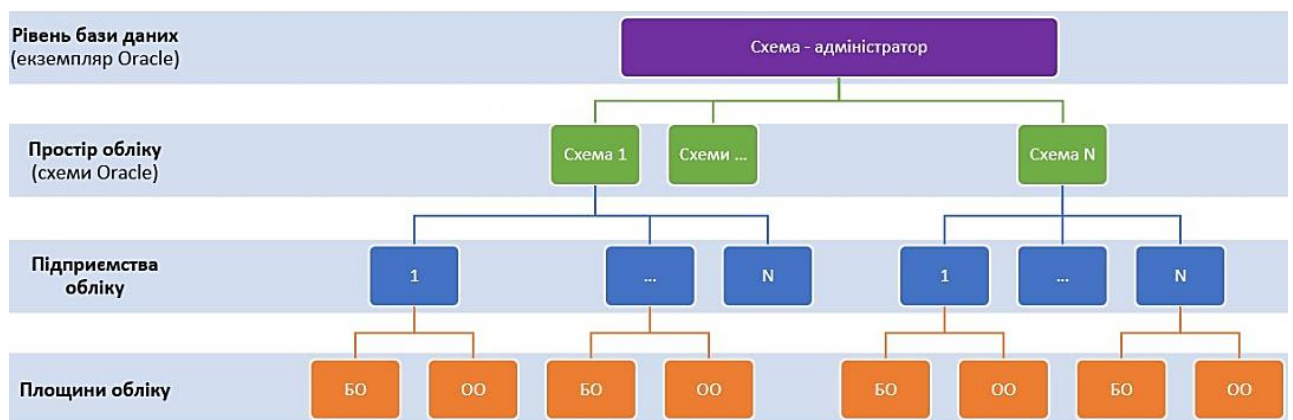 Рівень бази даних
(екземпляр Oracle)
Схема - адміністратор
Простір обліку
(схеми Oracle)
Схема 1
Схеми ...
Схема N
Підприємства
обліку
1
...
N
1
...
N
Площини обліку
БО
ОО
БО
ОО
БО
ОО
БО
ОО